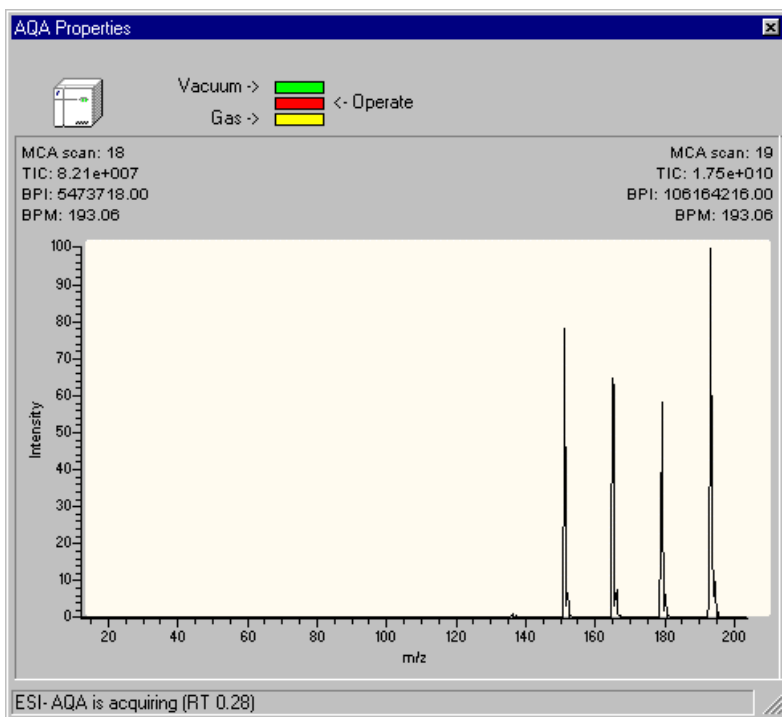 AQA Properties
Vacuum ->
<- Operate
Gas ->
MCA scan: 18
TIC: 8.21e+007
BPI: 5473718.00
BPM: 193.06
MCA scan: 19
TIC: 1.75e+010
BPI: 106164216.00
BPM: 193.06
100
90
80
70
60
50
40
30
20
10
0
Intensity
20 40 60 80 100 120 140 160 180 200
m/z
ESI- AQA is acquiring (RT 0.28)